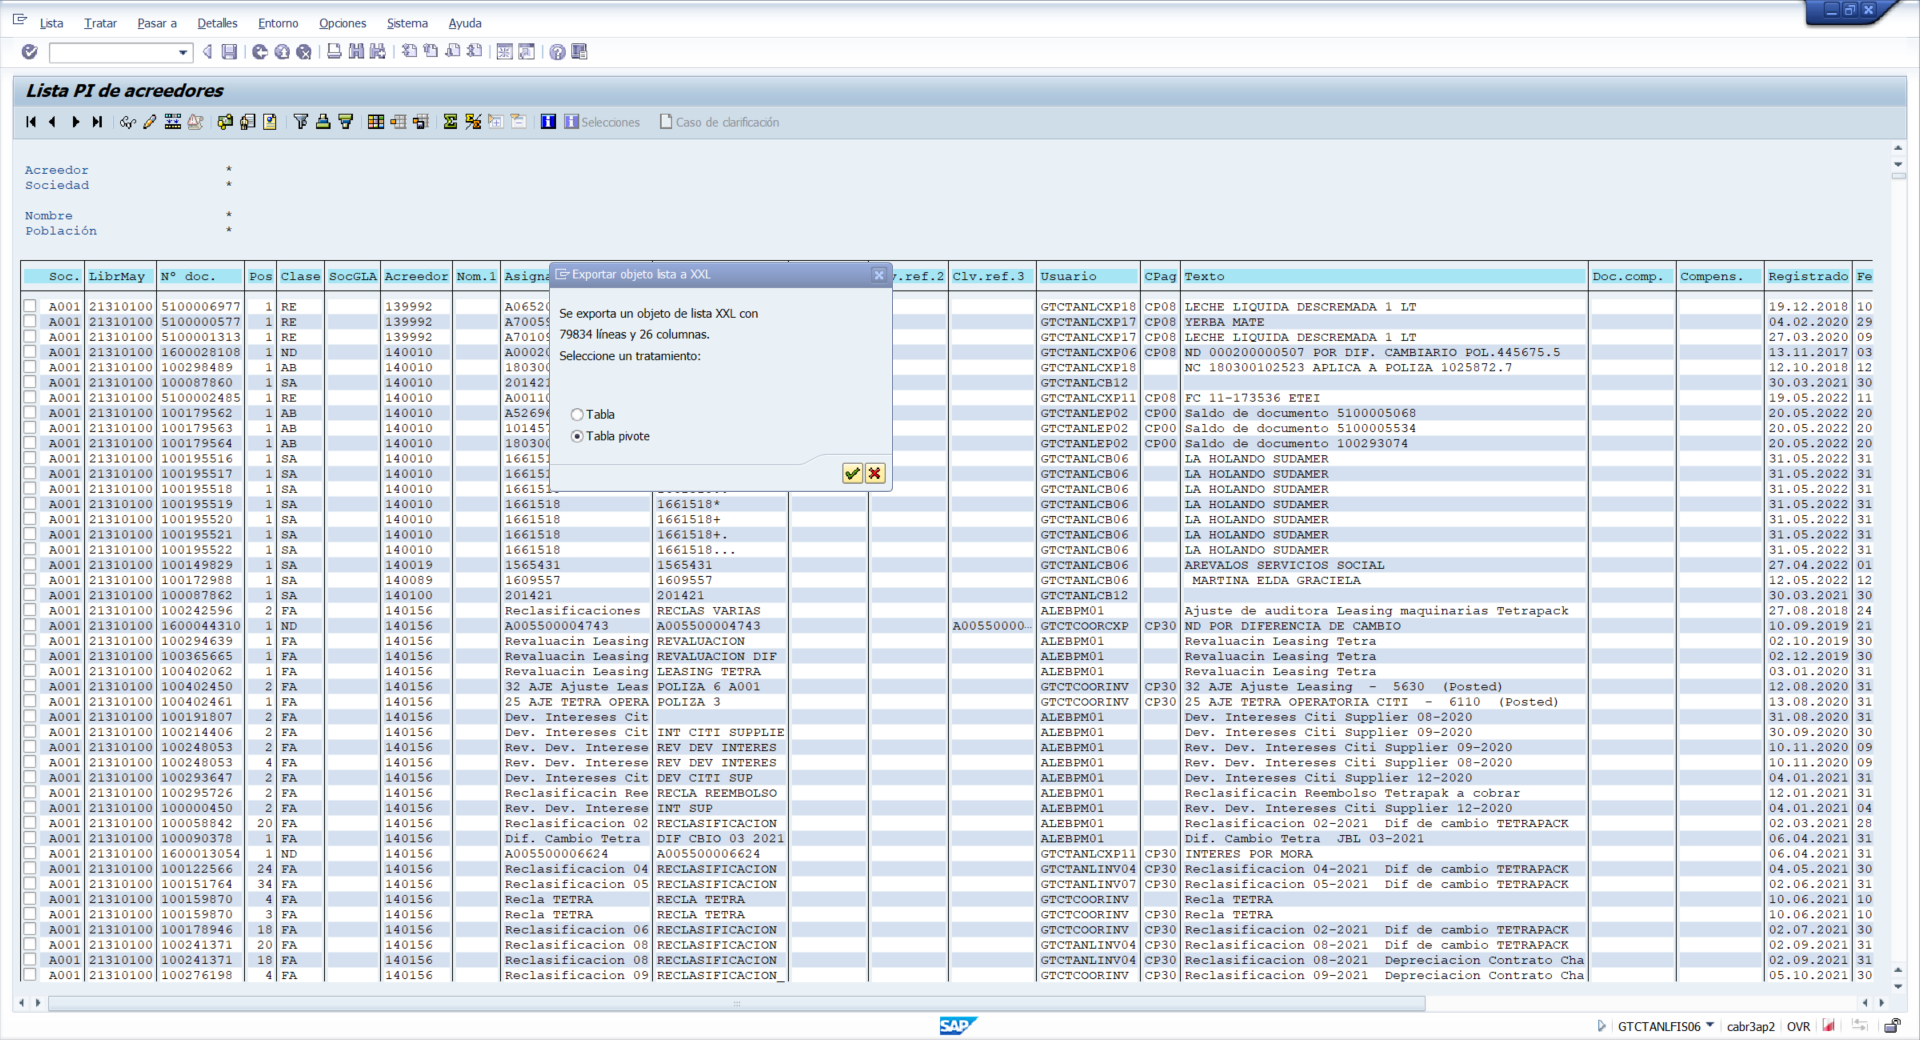 Lista Tratar Pasar a Detalles Entorno Opciones Sistema Ayuda
Lista PI de acreedores
Selecciones Caso de clarificación
Acreedor *
Sociedad *
Nombre *
Población *
Soc. LibrMay Nº doc. Pos Clase SocGLA Acreedor Nom.1 Asigna v.ref.2 Clv.ref.3 Usuario CPag Texto Doc.comp. Compens. Registrado Fe
Exportar objeto lista a XXL
Se exporta un objeto de lista XXL con
79834 líneas y 26 columnas.
Seleccione un tratamiento:
Tabla
Tabla pivote
A001 21310100 5100006977 1 RE 139992 A0652 GTCTANLCXP18 CP08 LECHE LIQUIDA DESCREMADA 1 LT 19.12.2018 10
A001 21310100 5100000577 1 RE 139992 A7005 GTCTANLCXP17 CP08 YERBA MATE 04.02.2020 29
A001 21310100 5100001313 1 RE 139992 A7010 GTCTANLCXP17 CP08 LECHE LIQUIDA DESCREMADA 1 LT 27.03.2020 09
A001 21310100 1600028108 1 ND 140010 A0002 GTCTANLCXP06 CP08 ND 000200000507 POR DIF. CAMBIARIO POL.445675.5 13.11.2017 03
A001 21310100 100298489 1 AB 140010 18030 GTCTANLCXP18 NC 180300102523 APLICA A POLIZA 1025872.7 12.10.2018 12
A001 21310100 100087860 1 SA 140010 201421 GTCTANLCB12 30.03.2021 30
A001 21310100 5100002485 1 RE 140010 A0011 GTCTANLCXP11 CP08 FC 11-173536 ETEI 19.05.2022 11
A001 21310100 100179562 1 AB 140010 A5269 GTCTANLEP02 CP00 Saldo de documento 5100005068 20.05.2022 20
A001 21310100 100179563 1 AB 140010 10145 GTCTANLEP02 CP00 Saldo de documento 5100005534 20.05.2022 20
A001 21310100 100179564 1 AB 140010 18030 GTCTANLEP02 CP00 Saldo de documento 100293074 20.05.2022 20
A001 21310100 100195516 1 SA 140010 16615 GTCTANLCB06 LA HOLANDO SUDAMER 31.05.2022 31
A001 21310100 100195517 1 SA 140010 16615 GTCTANLCB06 LA HOLANDO SUDAMER 31.05.2022 31
A001 21310100 100195518 1 SA 140010 16615 GTCTANLCB06 LA HOLANDO SUDAMER 31.05.2022 31
A001 21310100 100195519 1 SA 140010 1661518 1661518* GTCTANLCB06 LA HOLANDO SUDAMER 31.05.2022 31
A001 21310100 100195520 1 SA 140010 1661518 1661518+ GTCTANLCB06 LA HOLANDO SUDAMER 31.05.2022 31
A001 21310100 100195521 1 SA 140010 1661518 1661518+. GTCTANLCB06 LA HOLANDO SUDAMER 31.05.2022 31
A001 21310100 100195522 1 SA 140010 1661518 1661518... GTCTANLCB06 LA HOLANDO SUDAMER 31.05.2022 31
A001 21310100 100149829 1 SA 140019 1565431 1565431 GTCTANLCB06 AREVALOS SERVICIOS SOCIAL 27.04.2022 01
A001 21310100 100172988 1 SA 140089 1609557 1609557 GTCTANLCB06 MARTINA ELDA GRACIELA 12.05.2022 12
A001 21310100 100087862 1 SA 140100 201421 201421 GTCTANLCB12 30.03.2021 30
A001 21310100 100242596 2 FA 140156 Reclasificaciones RECLAS VARIAS ALEBPM01 Ajuste de auditora Leasing maquinarias Tetrapack 27.08.2018 24
A001 21310100 1600044310 1 ND 140156 A005500004743 A005500004743 A00550000… GTCTCOORCXP CP30 ND POR DIFERENCIA DE CAMBIO 10.09.2019 21
A001 21310100 100294639 1 FA 140156 Revaluacin Leasing REVALUACION ALEBPM01 Revaluacin Leasing Tetra 02.10.2019 30
A001 21310100 100365665 1 FA 140156 Revaluacin Leasing REVALUACION DIF ALEBPM01 Revaluacin Leasing Tetra 02.12.2019 30
A001 21310100 100402062 1 FA 140156 Revaluacin Leasing LEASING TETRA ALEBPM01 Revaluacin Leasing Tetra 03.01.2020 31
A001 21310100 100402450 2 FA 140156 32 AJE Ajuste Leas POLIZA 6 A001 GTCTCOORINV CP30 32 AJE Ajuste Leasing - 5630 (Posted) 12.08.2020 31
A001 21310100 100402461 1 FA 140156 25 AJE TETRA OPERA POLIZA 3 GTCTCOORINV CP30 25 AJE TETRA OPERATORIA CITI - 6110 (Posted) 13.08.2020 31
A001 21310100 100191807 2 FA 140156 Dev. Intereses Cit ALEBPM01 Dev. Intereses Citi Supplier 08-2020 31.08.2020 31
A001 21310100 100214406 2 FA 140156 Dev. Intereses Cit INT CITI SUPPLIE ALEBPM01 Dev. Intereses Citi Supplier 09-2020 30.09.2020 30
A001 21310100 100248053 2 FA 140156 Rev. Dev. Interese REV DEV INTERES ALEBPM01 Rev. Dev. Intereses Citi Supplier 09-2020 10.11.2020 09
A001 21310100 100248053 4 FA 140156 Rev. Dev. Interese REV DEV INTERES ALEBPM01 Rev. Dev. Intereses Citi Supplier 08-2020 10.11.2020 09
A001 21310100 100293647 2 FA 140156 Dev. Intereses Cit DEV CITI SUP ALEBPM01 Dev. Intereses Citi Supplier 12-2020 04.01.2021 31
A001 21310100 100295726 2 FA 140156 Reclasificacin Ree RECLA REEMBOLSO ALEBPM01 Reclasificacin Reembolso Tetrapak a cobrar 12.01.2021 31
A001 21310100 100000450 2 FA 140156 Rev. Dev. Interese INT SUP ALEBPM01 Rev. Dev. Intereses Citi Supplier 12-2020 04.01.2021 04
A001 21310100 100058842 20 FA 140156 Reclasificacion 02 RECLASIFICACION ALEBPM01 Reclasificacion 02-2021 Dif de cambio TETRAPACK 02.03.2021 28
A001 21310100 100090378 1 FA 140156 Dif. Cambio Tetra DIF CBIO 03 2021 ALEBPM01 Dif. Cambio Tetra JBL 03-2021 06.04.2021 31
A001 21310100 1600013054 1 ND 140156 A005500006624 A005500006624 GTCTANLCXP11 CP30 INTERES POR MORA 06.04.2021 31
A001 21310100 100122566 24 FA 140156 Reclasificacion 04 RECLASIFICACION GTCTANLINV04 CP30 Reclasificacion 04-2021 Dif de cambio TETRAPACK 04.05.2021 30
A001 21310100 100151764 34 FA 140156 Reclasificacion 05 RECLASIFICACION GTCTANLINV07 CP30 Reclasificacion 05-2021 Dif de cambio TETRAPACK 02.06.2021 31
A001 21310100 100159870 4 FA 140156 Recla TETRA RECLA TETRA GTCTCOORINV Recla TETRA 10.06.2021 10
A001 21310100 100159870 3 FA 140156 Recla TETRA RECLA TETRA GTCTCOORINV CP30 Recla TETRA 10.06.2021 10
A001 21310100 100178946 18 FA 140156 Reclasificacion 06 RECLASIFICACION GTCTCOORINV CP30 Reclasificacion 02-2021 Dif de cambio TETRAPACK 02.07.2021 30
A001 21310100 100241371 20 FA 140156 Reclasificacion 08 RECLASIFICACION GTCTANLINV04 CP30 Reclasificacion 08-2021 Dif de cambio TETRAPACK 02.09.2021 31
A001 21310100 100241371 18 FA 140156 Reclasificacion 08 RECLASIFICACION GTCTANLINV04 CP30 Reclasificacion 08-2021 Depreciacion Contrato Cha 02.09.2021 31
A001 21310100 100276198 4 FA 140156 Reclasificacion 09 RECLASIFICACION_ GTCTCOORINV CP30 Reclasificacion 09-2021 Depreciacion Contrato Cha 05.10.2021 30
SAP
GTCTANLFIS06 cabr3ap2 OVR